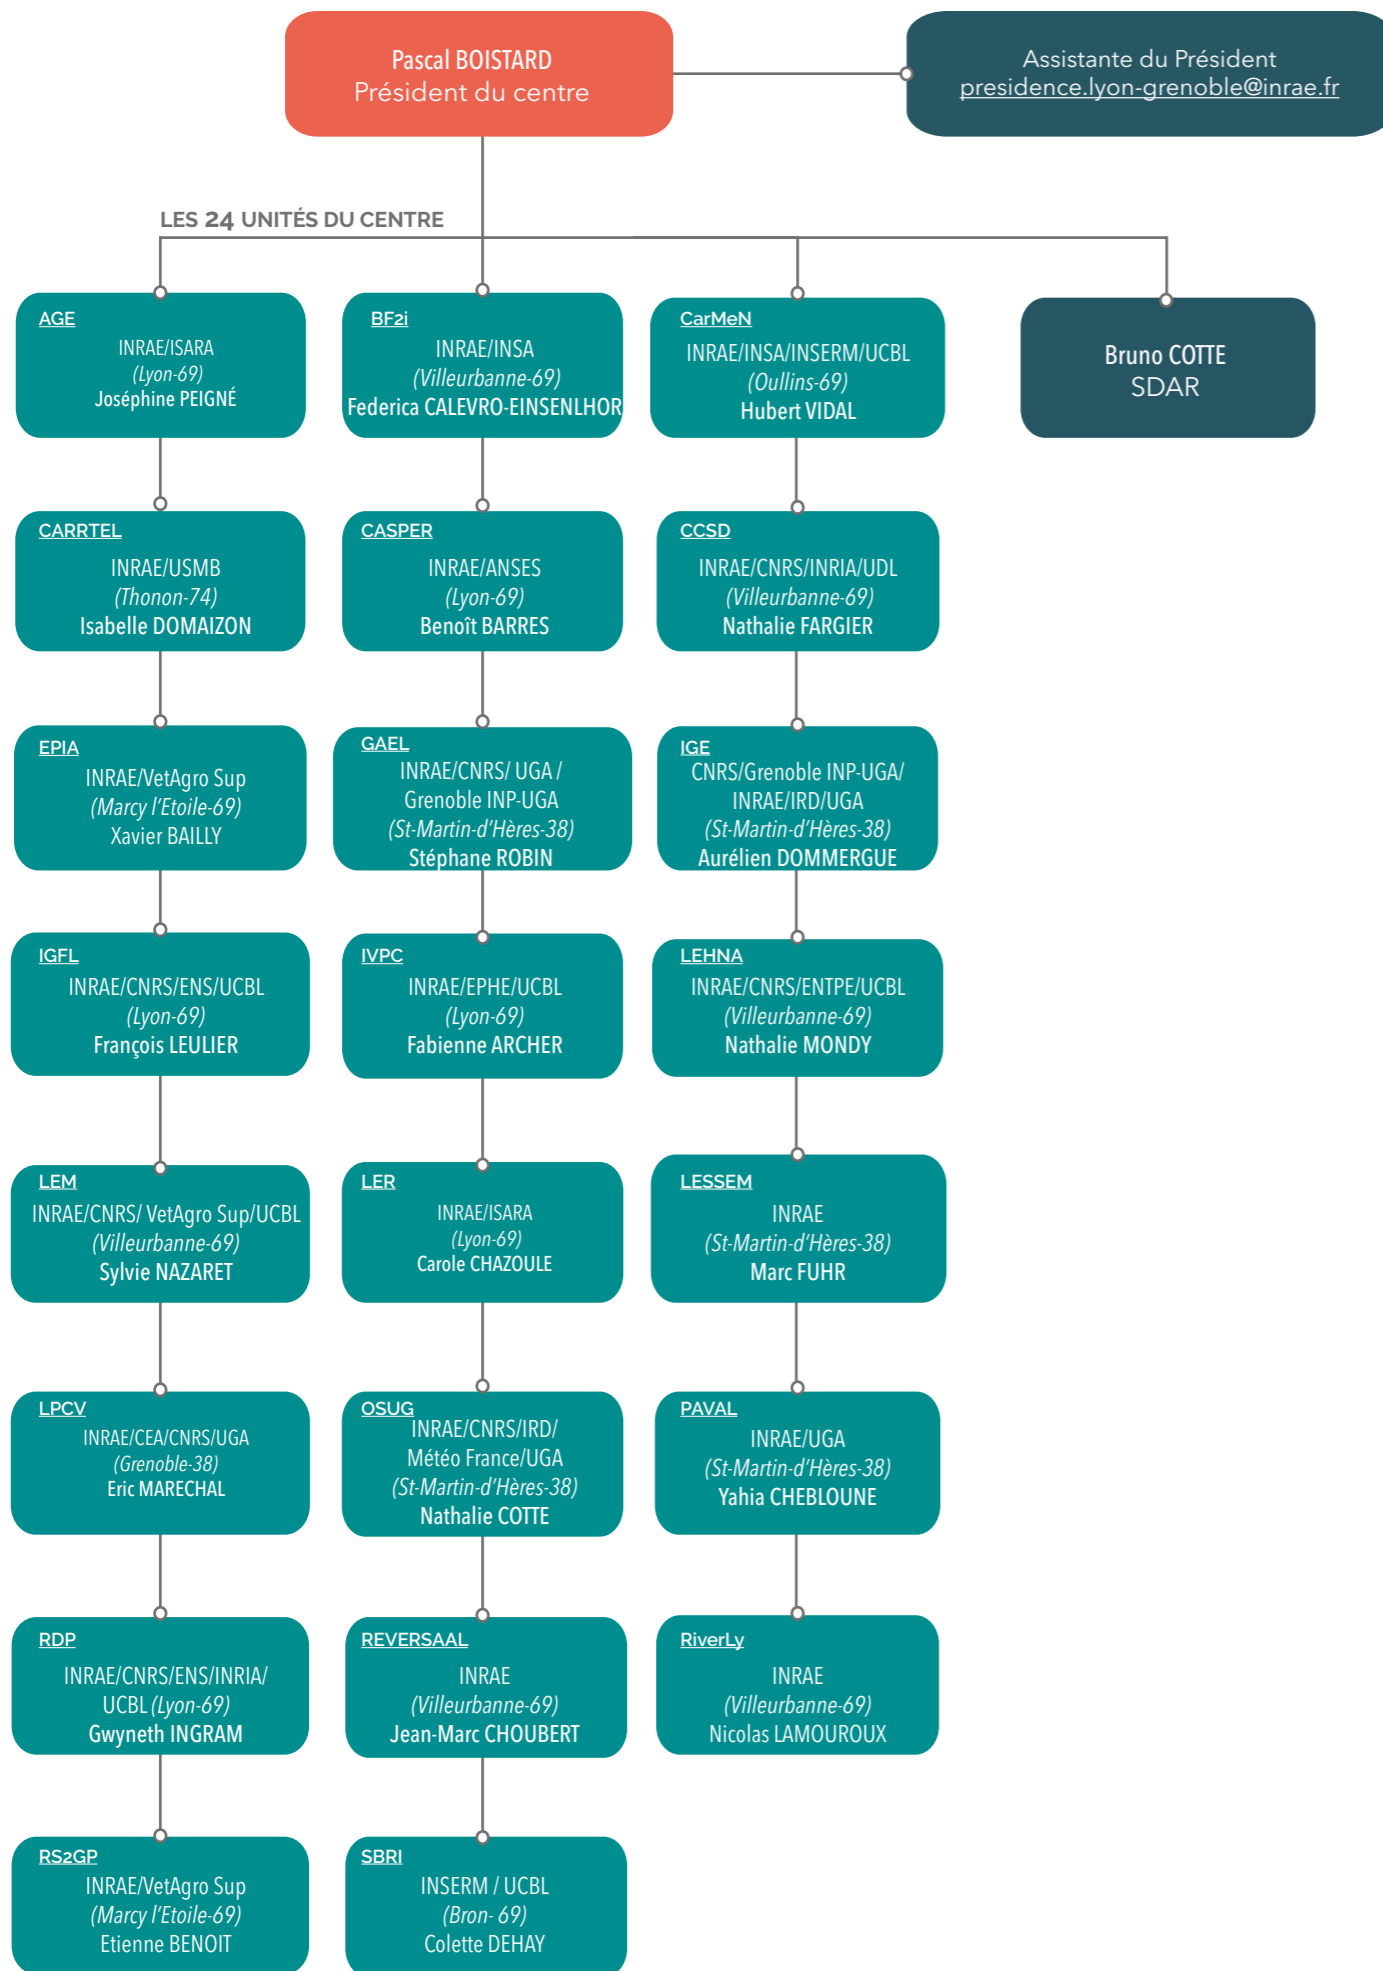 Pascal BOISTARD
Président du centre
Assistante du Président
presidence.lyon-grenoble@inrae.fr
LES 24 UNITÉS DU CENTRE
AGE
INRAE/ISARA
(Lyon-69)
Joséphine PEIGNÉ
BF2i
INRAE/INSA
(Villeurbanne-69)
Federica CALEVRO-EINSENLHOR
CarMeN
INRAE/INSA/INSERM/UCBL
(Oullins-69)
Hubert VIDAL
Bruno COTTE
SDAR
CARRTEL
INRAE/USMB
(Thonon-74)
Isabelle DOMAIZON
CASPER
INRAE/ANSES
(Lyon-69)
Benoît BARRES
CCSD
INRAE/CNRS/INRIA/UDL
(Villeurbanne-69)
Nathalie FARGIER
EPIA
INRAE/VetAgro Sup
(Marcy l'Etoile-69)
Xavier BAILLY
GAEL
INRAE/CNRS/ UGA /
Grenoble INP-UGA
(St-Martin-d'Hères-38)
Stéphane ROBIN
IGE
CNRS/Grenoble INP-UGA/
INRAE/IRD/UGA
(St-Martin-d'Hères-38)
Aurélien DOMMERGUE
IGFL
INRAE/CNRS/ENS/UCBL
(Lyon-69)
François LEULIER
IVPC
INRAE/EPHE/UCBL
(Lyon-69)
Fabienne ARCHER
LEHNA
INRAE/CNRS/ENTPE/UCBL
(Villeurbanne-69)
Nathalie MONDY
LEM
INRAE/CNRS/ VetAgro Sup/UCBL
(Villeurbanne-69)
Sylvie NAZARET
LER
INRAE/ISARA
(Lyon-69)
Carole CHAZOULE
LESSEM
INRAE
(St-Martin-d'Hères-38)
Marc FUHR
LPCV
INRAE/CEA/CNRS/UGA
(Grenoble-38)
Eric MARECHAL
OSUG
INRAE/CNRS/IRD/
Météo France/UGA
(St-Martin-d'Hères-38)
Nathalie COTTE
PAVAL
INRAE/UGA
(St-Martin-d'Hères-38)
Yahia CHEBLOUNE
RDP
INRAE/CNRS/ENS/INRIA/
UCBL (Lyon-69)
Gwyneth INGRAM
REVERSAAL
INRAE
(Villeurbanne-69)
Jean-Marc CHOUBERT
RiverLy
INRAE
(Villeurbanne-69)
Nicolas LAMOUROUX
RS2GP
INRAE/VetAgro Sup
(Marcy l'Etoile-69)
Etienne BENOIT
SBRI
INSERM / UCBL
(Bron- 69)
Colette DEHAY